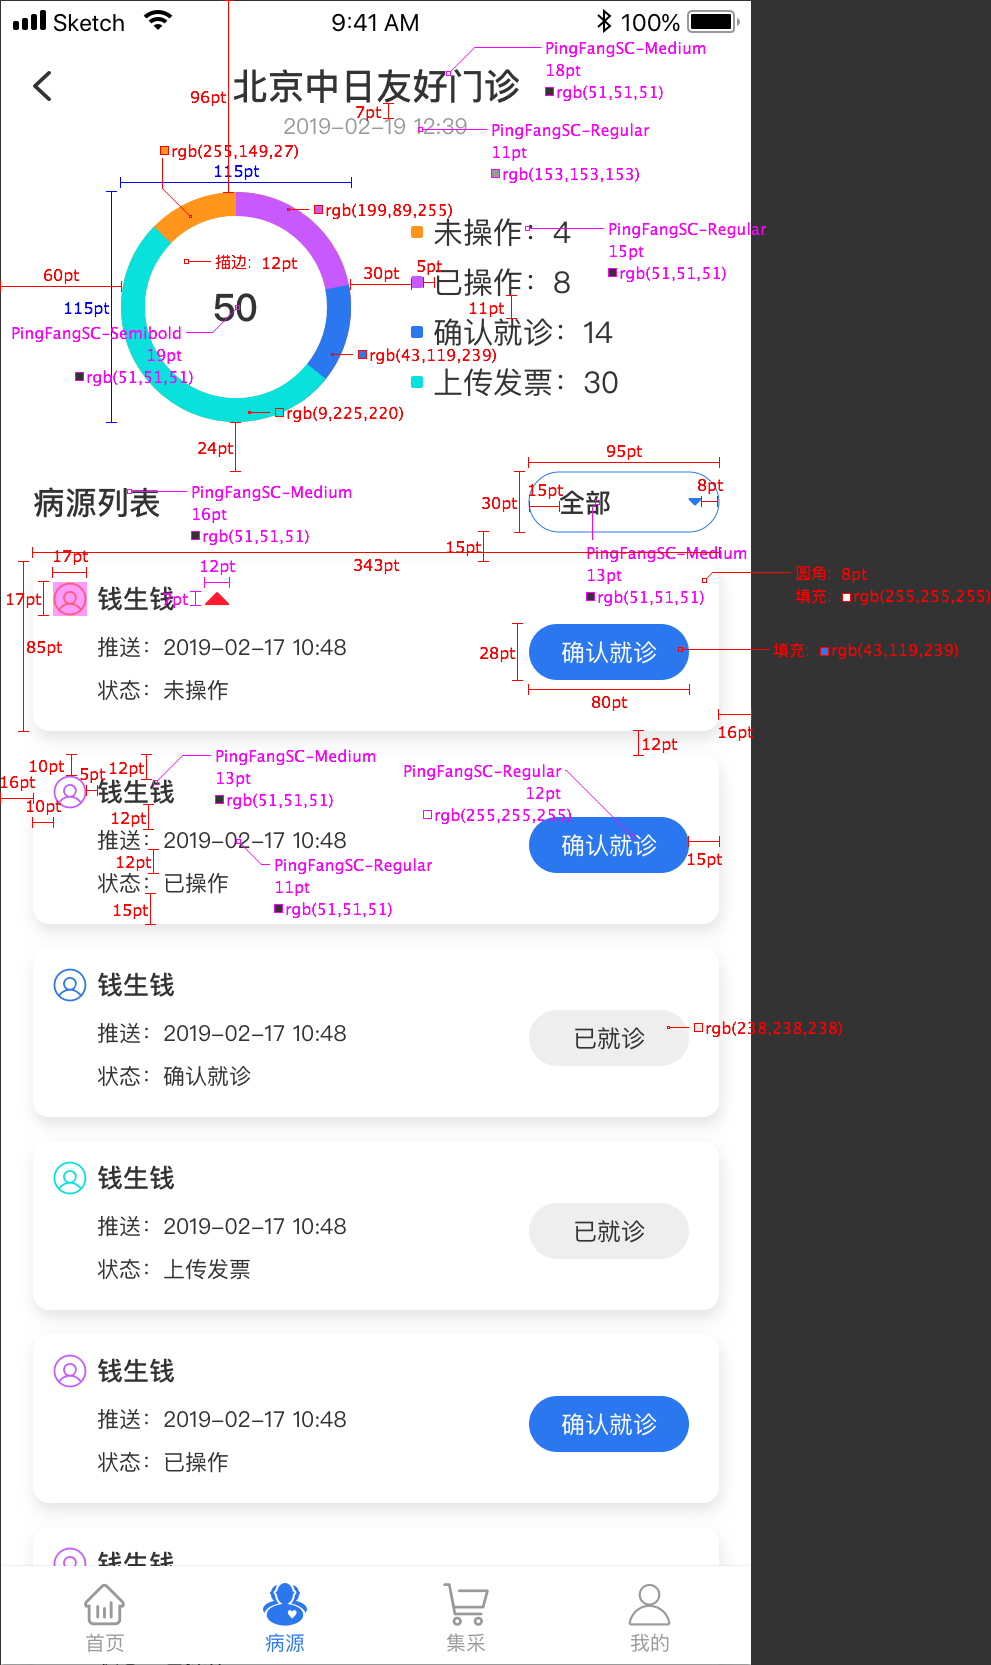 Sketch 9:41 AM 100%
PingFangSC-Medium
18pt
rgb(51,51,51)
96pt
北京中日友好门诊
7pt
2019-02-19 12:39
PingFangSC-Regular
11pt
rgb(153,153,153)
rgb(255,149,27)
115pt
rgb(199,89,255)
未操作：4
PingFangSC-Regular
15pt
rgb(51,51,51)
描边：12pt
60pt
30pt
5pt
已操作：8
50
115pt
11pt
PingFangSC-Semibold
19pt
rgb(51,51,51)
确认就诊：14
rgb(43,119,239)
上传发票：30
rgb(9,225,220)
24pt
95pt
病源列表
PingFangSC-Medium
16pt
rgb(51,51,51)
30pt
15pt
全部
8pt
15pt
PingFangSC-Medium
13pt
rgb(51,51,51)
343pt
17pt
12pt
圆角：8pt
填充：rgb(255,255,255)
17pt
钱生钱
7pt
85pt
推送：2019-02-17 10:48
28pt
确认就诊
填充：rgb(43,119,239)
状态：未操作
80pt
16pt
12pt
10pt
5pt
12pt
PingFangSC-Medium
13pt
rgb(51,51,51)
PingFangSC-Regular
12pt
rgb(255,255,255)
16pt
10pt
钱生钱
12pt
推送：2019-02-17 10:48
确认就诊
15pt
12pt
PingFangSC-Regular
11pt
rgb(51,51,51)
状态：已操作
15pt
钱生钱
推送：2019-02-17 10:48
已就诊
rgb(238,238,238)
状态：确认就诊
钱生钱
推送：2019-02-17 10:48
已就诊
状态：上传发票
钱生钱
推送：2019-02-17 10:48
确认就诊
状态：已操作
钱生钱
首页 病源 集采 我的